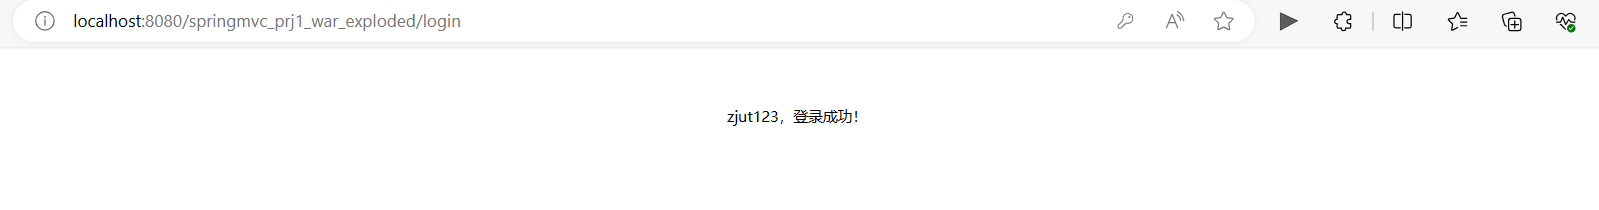 localhost:8080/springmvc_prj1_war_exploded/login
zjut123，登录成功！